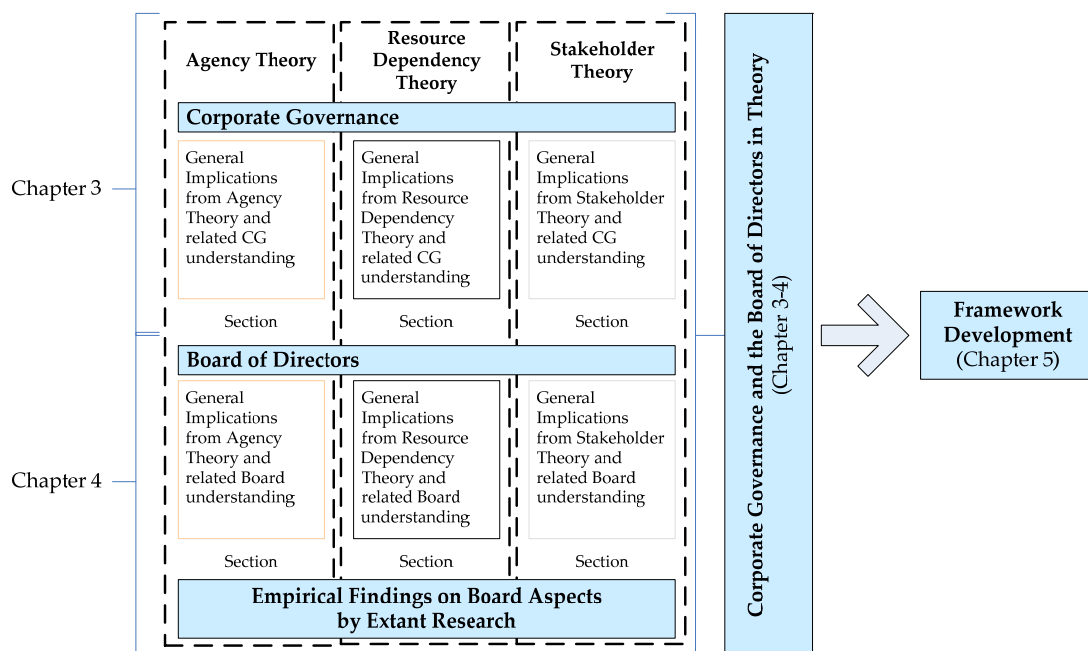 Agency Theory
Resource
Dependency
Theory
Stakeholder
Theory
Corporate Governance
Chapter 3
General
Implications
from Agency
Theory and
related CG
understanding
General
Implications
from Resource
Dependency
Theory and
related CG
understanding
General
Implications
from Stakeholder
Theory and
related CG
understanding
Section
Section
Section
Board of Directors
Chapter 4
General
Implications
from Agency
Theory and
related Board
understanding
General
Implications
from Resource
Dependency
Theory and
related Board
understanding
General
Implications
from Stakeholder
Theory and
related Board
understanding
Section
Section
Section
Empirical Findings on Board Aspects
by Extant Research
Corporate Governance and the Board of Directors in Theory
(Chapter 3-4)
Framework
Development
(Chapter 5)